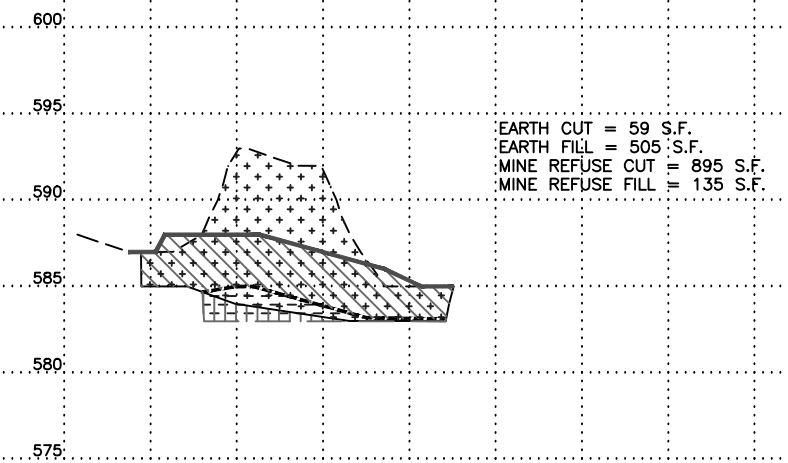 600
595
EARTH CUT = 59 S.F.
EARTH FILL = 505 S.F.
MINE REFUSE CUT = 895 S.F.
MINE REFUSE FILL = 135 S.F.
590
585
580
575